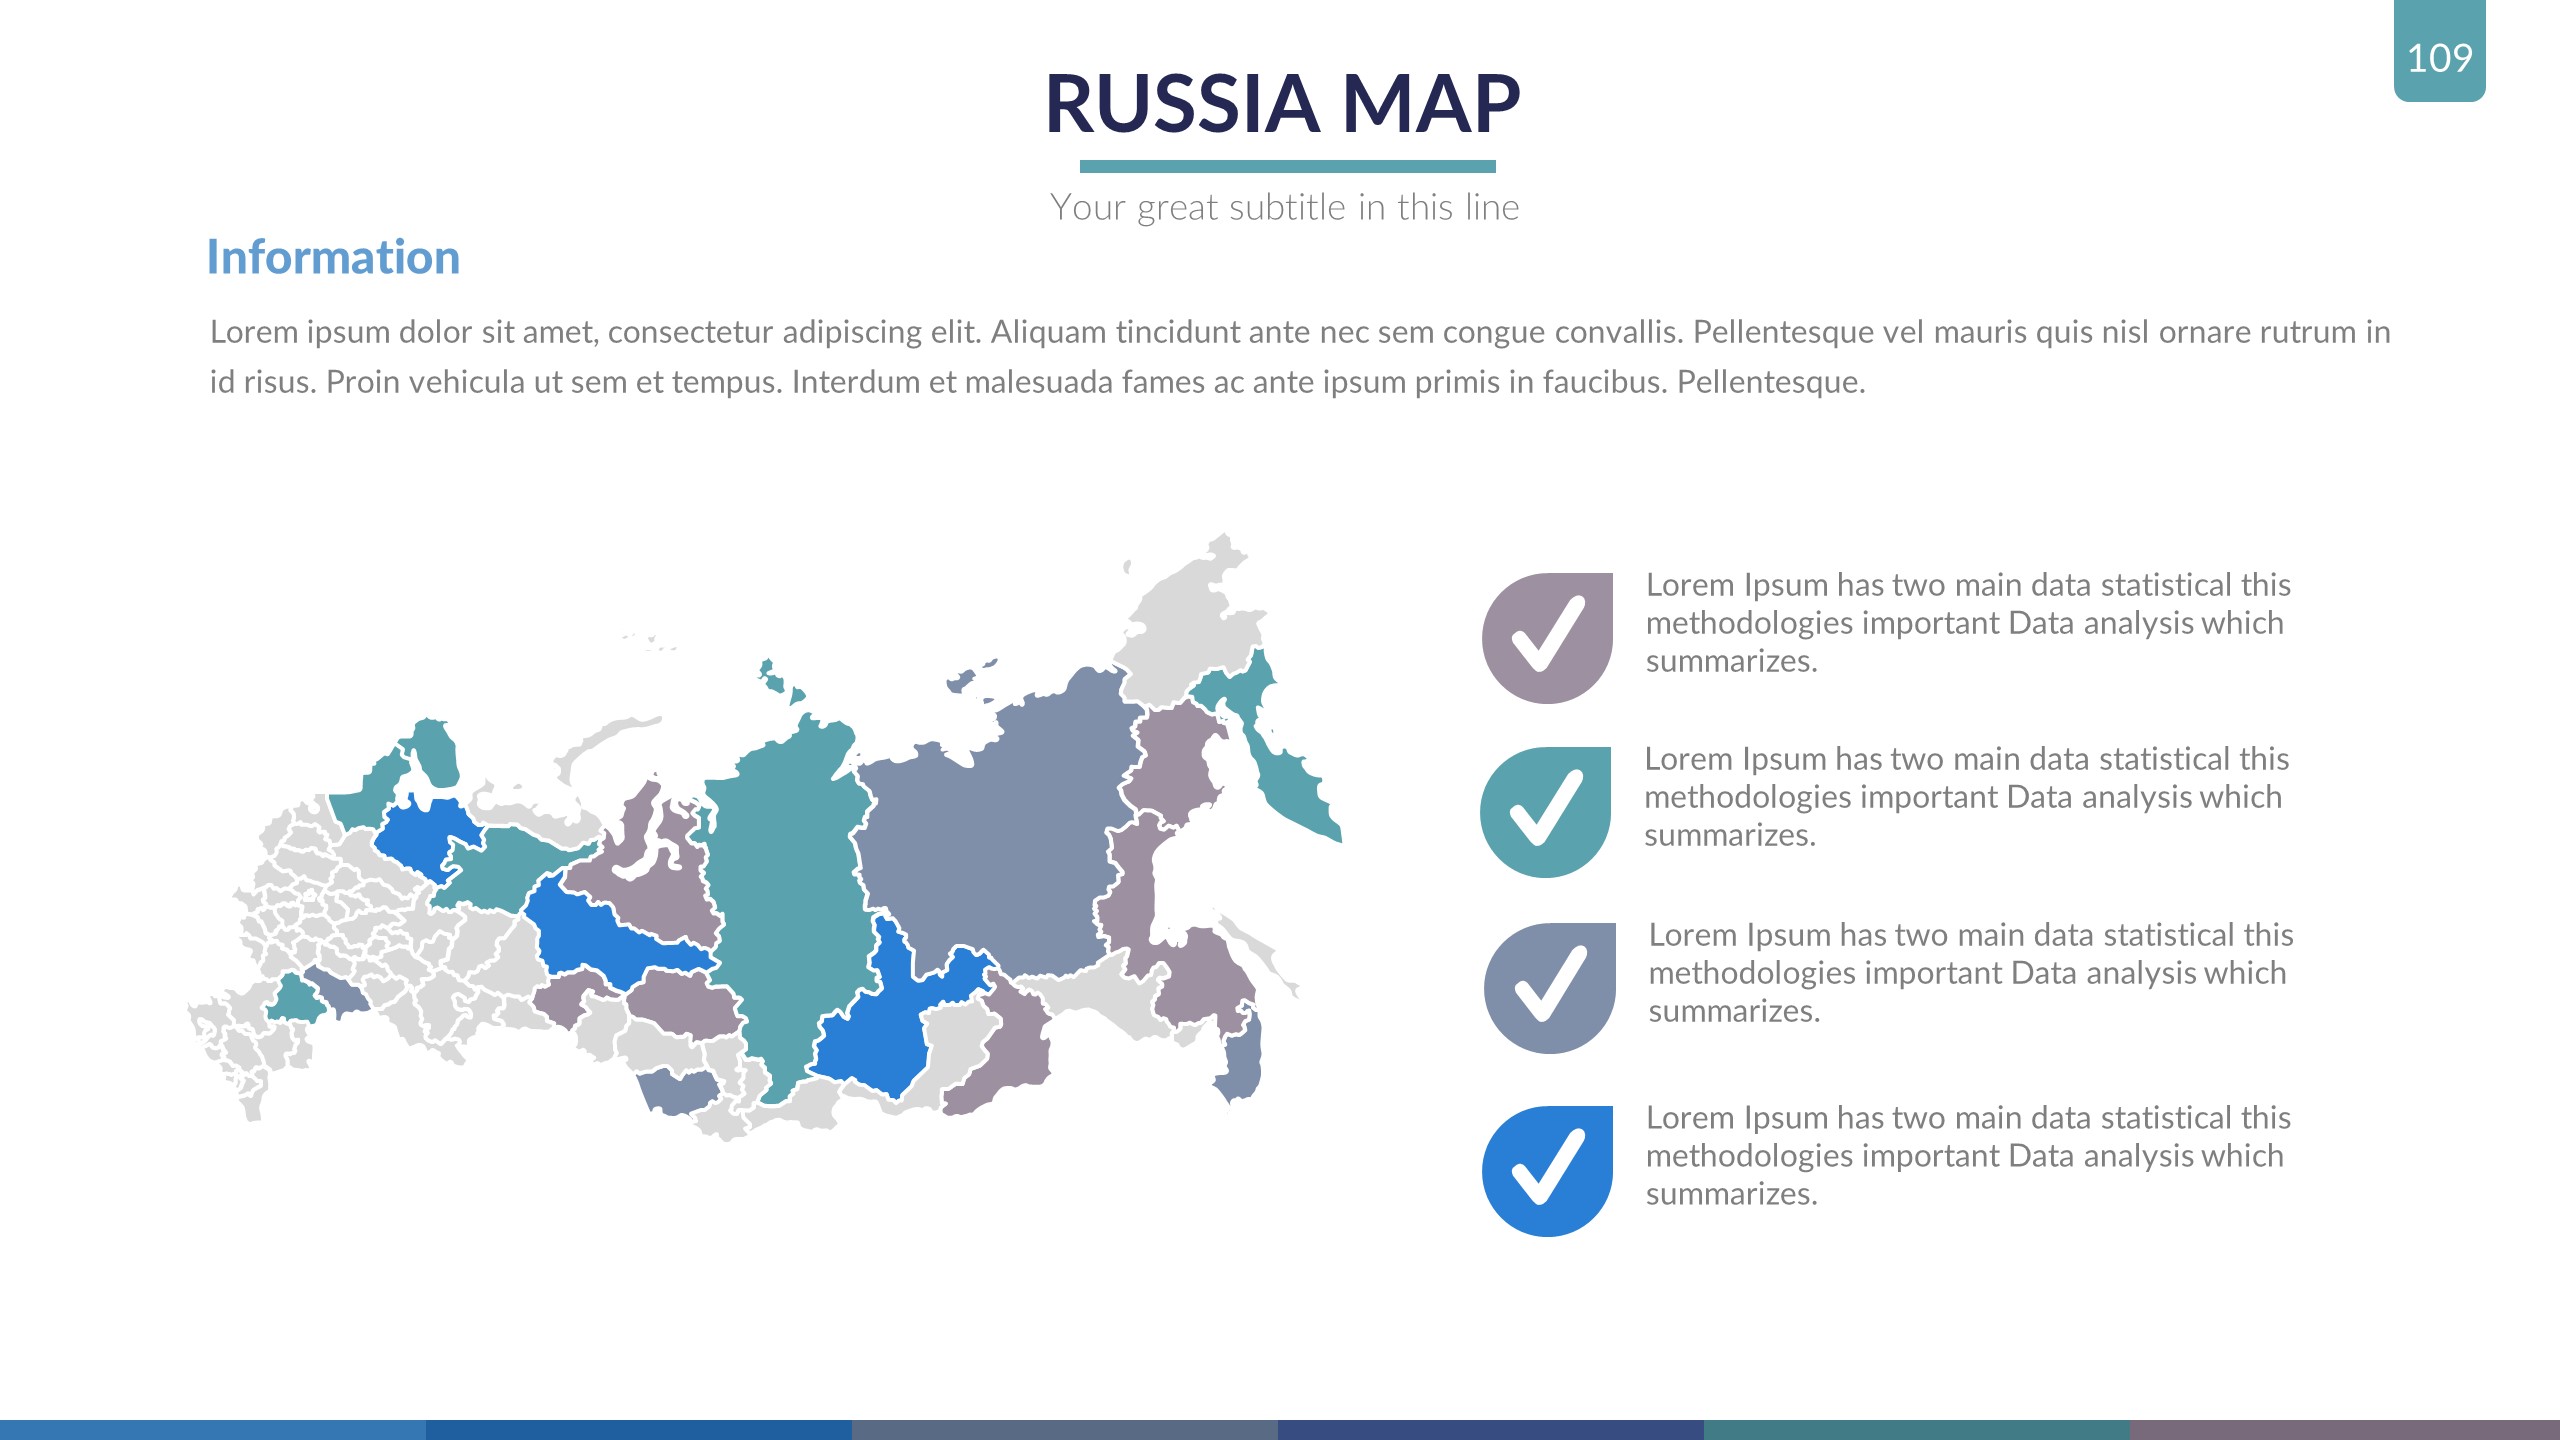 109
RUSSIA MAP
Your great subtitle in this line
Information
Lorem ipsum dolor sit amet, consectetur adipiscing elit. Aliquam tincidunt ante nec sem congue convallis. Pellentesque vel mauris quis nisl ornare rutrum in
id risus. Proin vehicula ut sem et tempus. Interdum et malesuada fames ac ante ipsum primis in faucibus. Pellentesque.
Lorem Ipsum has two main data statistical this
methodologies important Data analysis which
summarizes.
Lorem Ipsum has two main data statistical this
methodologies important Data analysis which
summarizes.
Lorem Ipsum has two main data statistical this
methodologies important Data analysis which
summarizes.
Lorem Ipsum has two main data statistical this
methodologies important Data analysis which
summarizes.